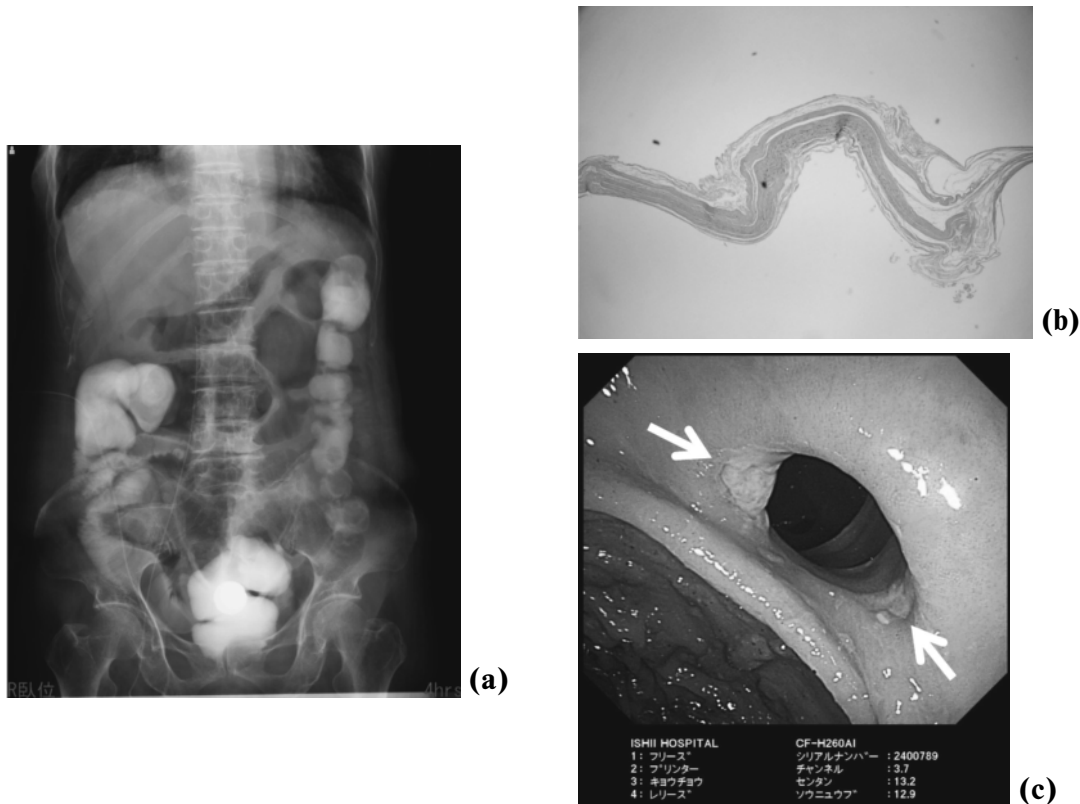 (b)
R臥位
4hrs
(a)
ISHII HOSPITAL
1: フリーズ゛
2: プリンター
3: キョウチョウ
4: レリーズ゛
CF-H260AI
シリアルナンバー : 2400789
チャンネル : 3.7
センタン : 13.2
ソウニュウブ : 12.9
(c)